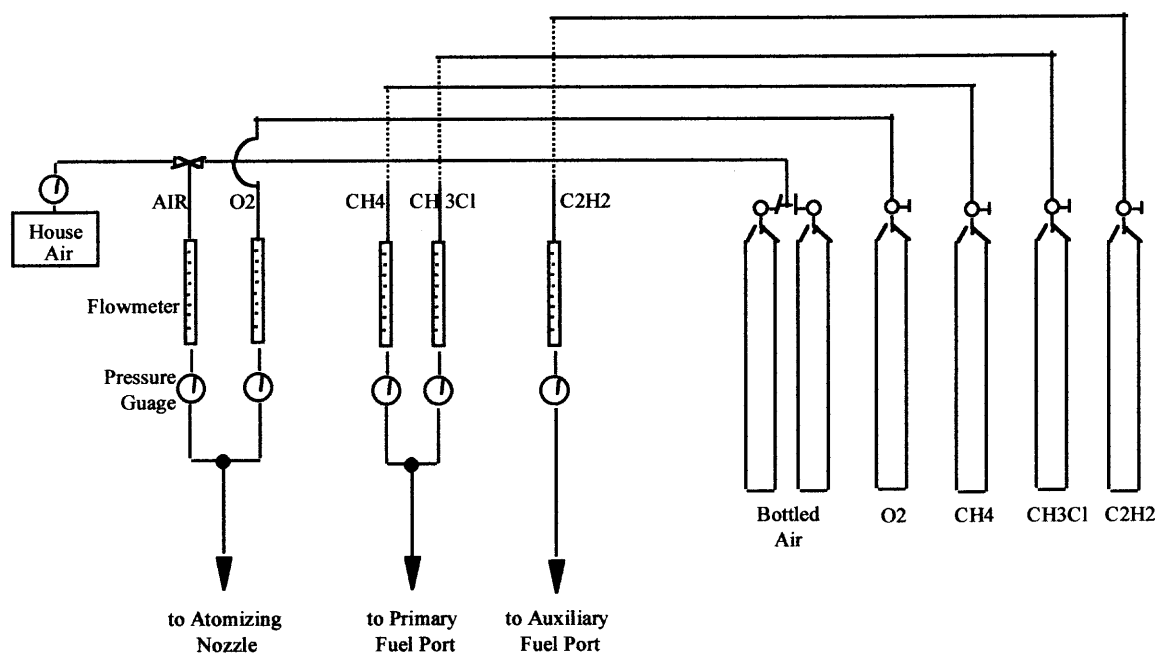 AIR
O2
CH4
CH3Cl
C2H2
House
Air
Flowmeter
Pressure
Guage
Bottled
Air
O2
CH4
CH3Cl
C2H2
to Atomizing
Nozzle
to Primary
Fuel Port
to Auxiliary
Fuel Port